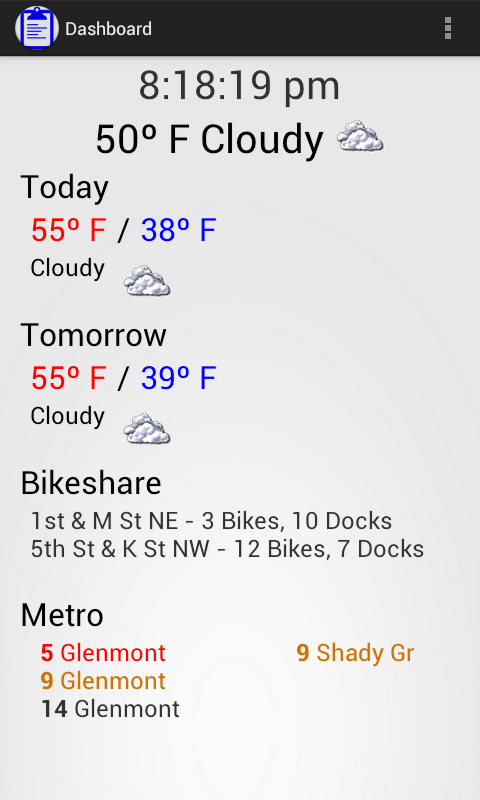 Dashboard
8:18:19 pm
50º F Cloudy
Today
55º F / 38º F
Cloudy
Tomorrow
55º F / 39º F
Cloudy
Bikeshare
1st & M St NE - 3 Bikes, 10 Docks
5th St & K St NW - 12 Bikes, 7 Docks
Metro
5 Glenmont 9 Shady Gr
9 Glenmont
14 Glenmont